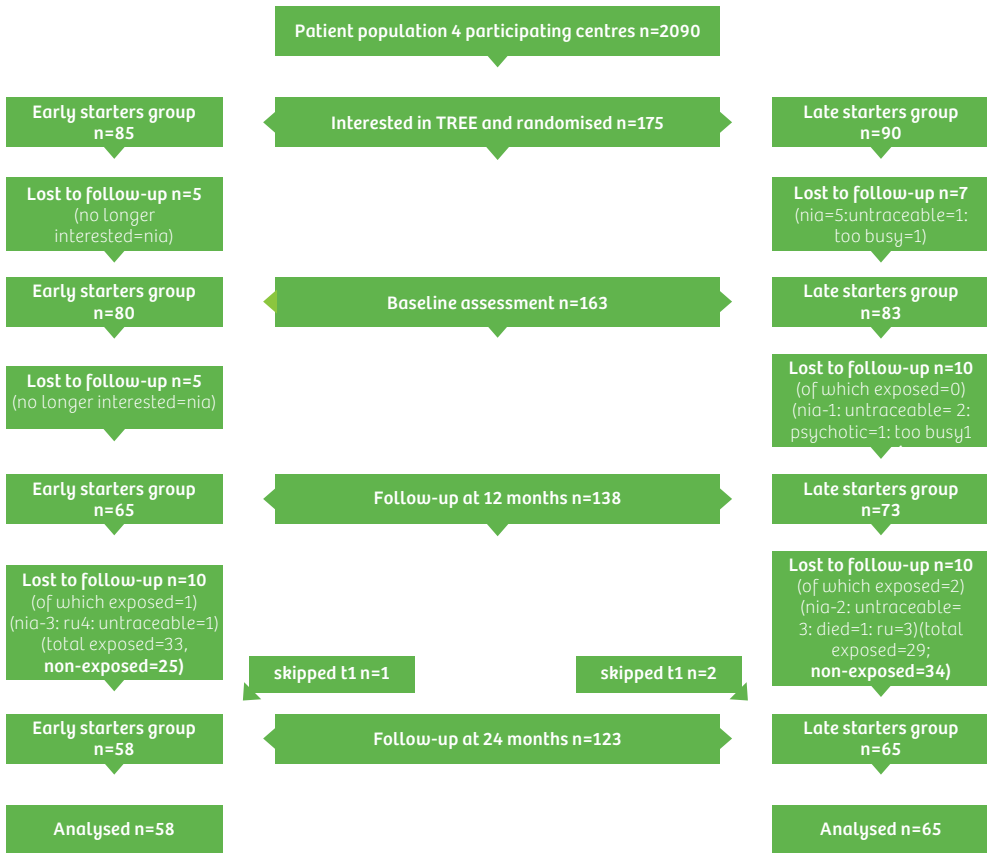 Patient population 4 participating centres n=2090
Early starters group
n=85
Interested in TREE and randomised n=175
Late starters group
n=90
Lost to follow-up n=5
(no longer
interested=nia)
Lost to follow-up n=7
(nia=5:untraceable=1:
too busy=1)
Early starters group
n=80
Baseline assessment n=163
Late starters group
n=83
Lost to follow-up n=5
(no longer interested=nia)
Lost to follow-up n=10
(of which exposed=0)
(nia-1: untraceable= 2:
psychotic=1: too busy1
Early starters group
n=65
Follow-up at 12 months n=138
Late starters group
n=73
Lost to follow-up n=10
(of which exposed=1)
(nia-3: ru4: untraceable=1)
(total exposed=33,
non-exposed=25)
Lost to follow-up n=10
(of which exposed=2)
(nia-2: untraceable=
3: died=1: ru=3)(total
exposed=29;
non-exposed=34)
skipped t1 n=1
skipped t1 n=2
Early starters group
n=58
Follow-up at 24 months n=123
Late starters group
n=65
Analysed n=58
Analysed n=65